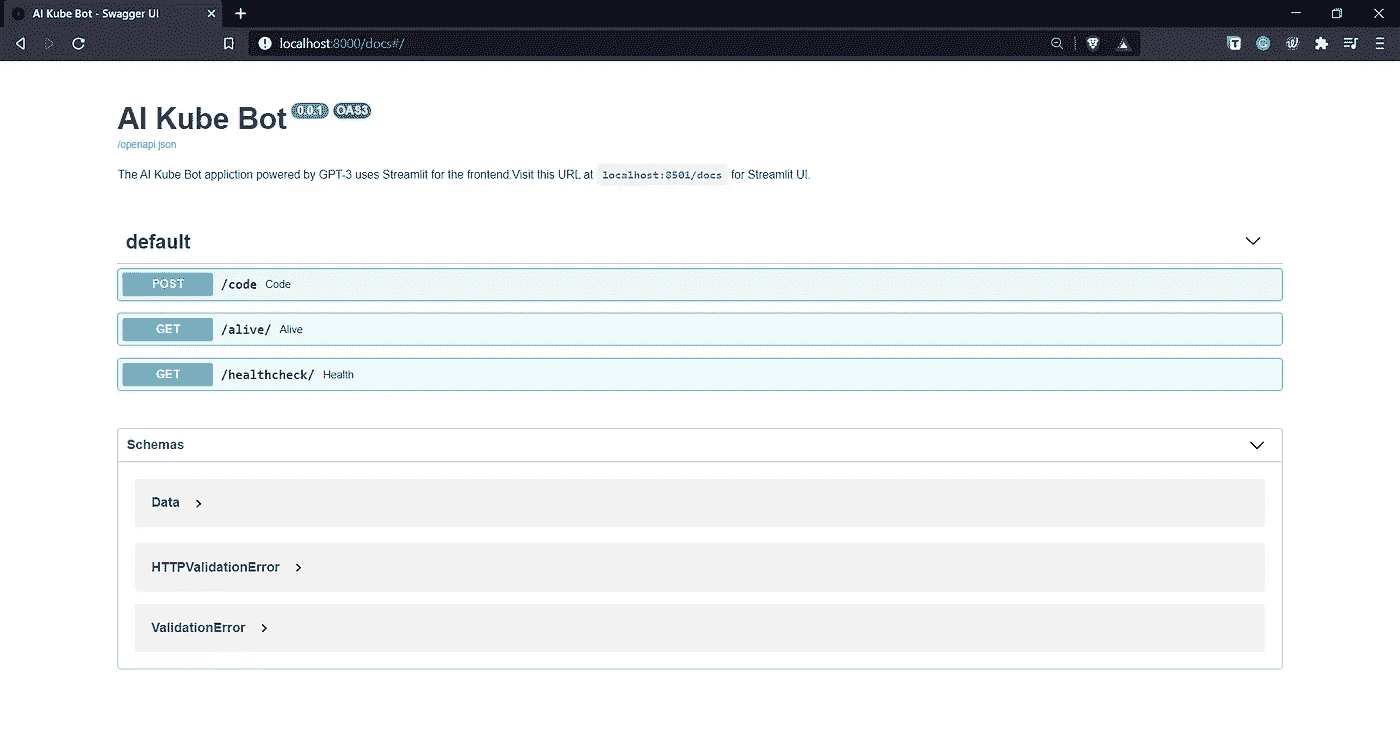 AI Kube Bot - Swagger UI
localhost:8000/docs#/
AI Kube Bot 0.0.1 OAS3
/openapi.json
The AI Kube Bot appliction powered by GPT-3 uses Streamlit for the frontend.Visit this URL at localhost:8501/docs for Streamlit UI.
default
POST /code Code
GET /alive/ Alive
GET /healthcheck/ Health
Schemas
Data
HTTPValidationError
ValidationError